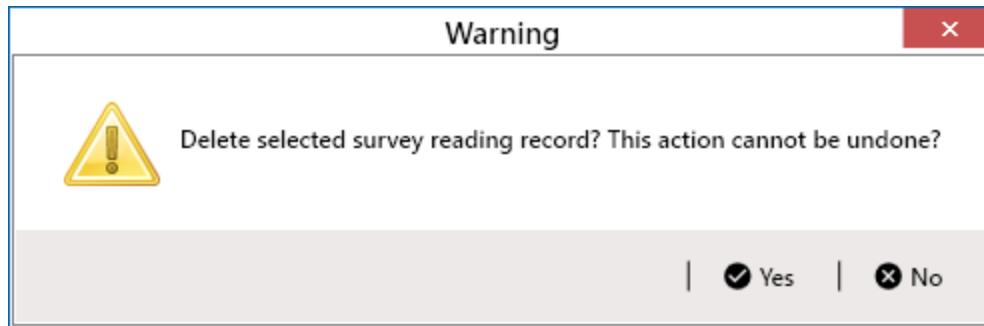 Warning
Delete selected survey reading record? This action cannot be undone?
Yes No